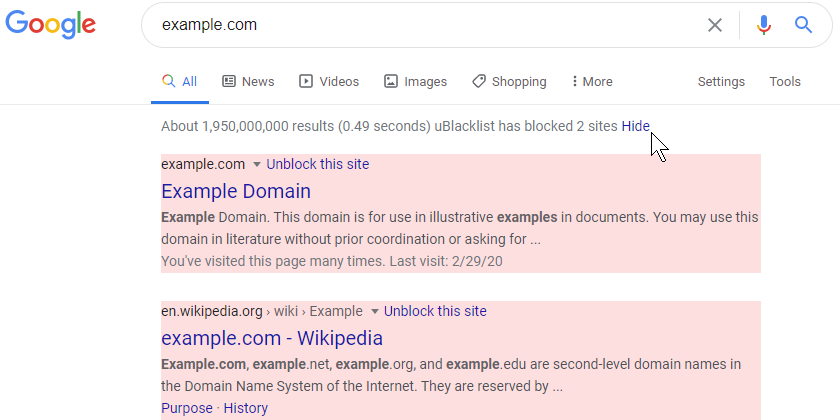 Google example.com
All News Videos Images Shopping More Settings Tools
About 1,950,000,000 results (0.49 seconds) uBlacklist has blocked 2 sites Hide
example.com Unblock this site
Example Domain
Example Domain. This domain is for use in illustrative examples in documents. You may use this
domain in literature without prior coordination or asking for ...
You've visited this page many times. Last visit: 2/29/20
en.wikipedia.org › wiki › Example Unblock this site
example.com - Wikipedia
Example.com, example.net, example.org, and example.edu are second-level domain names in
the Domain Name System of the Internet. They are reserved by ...
Purpose · History